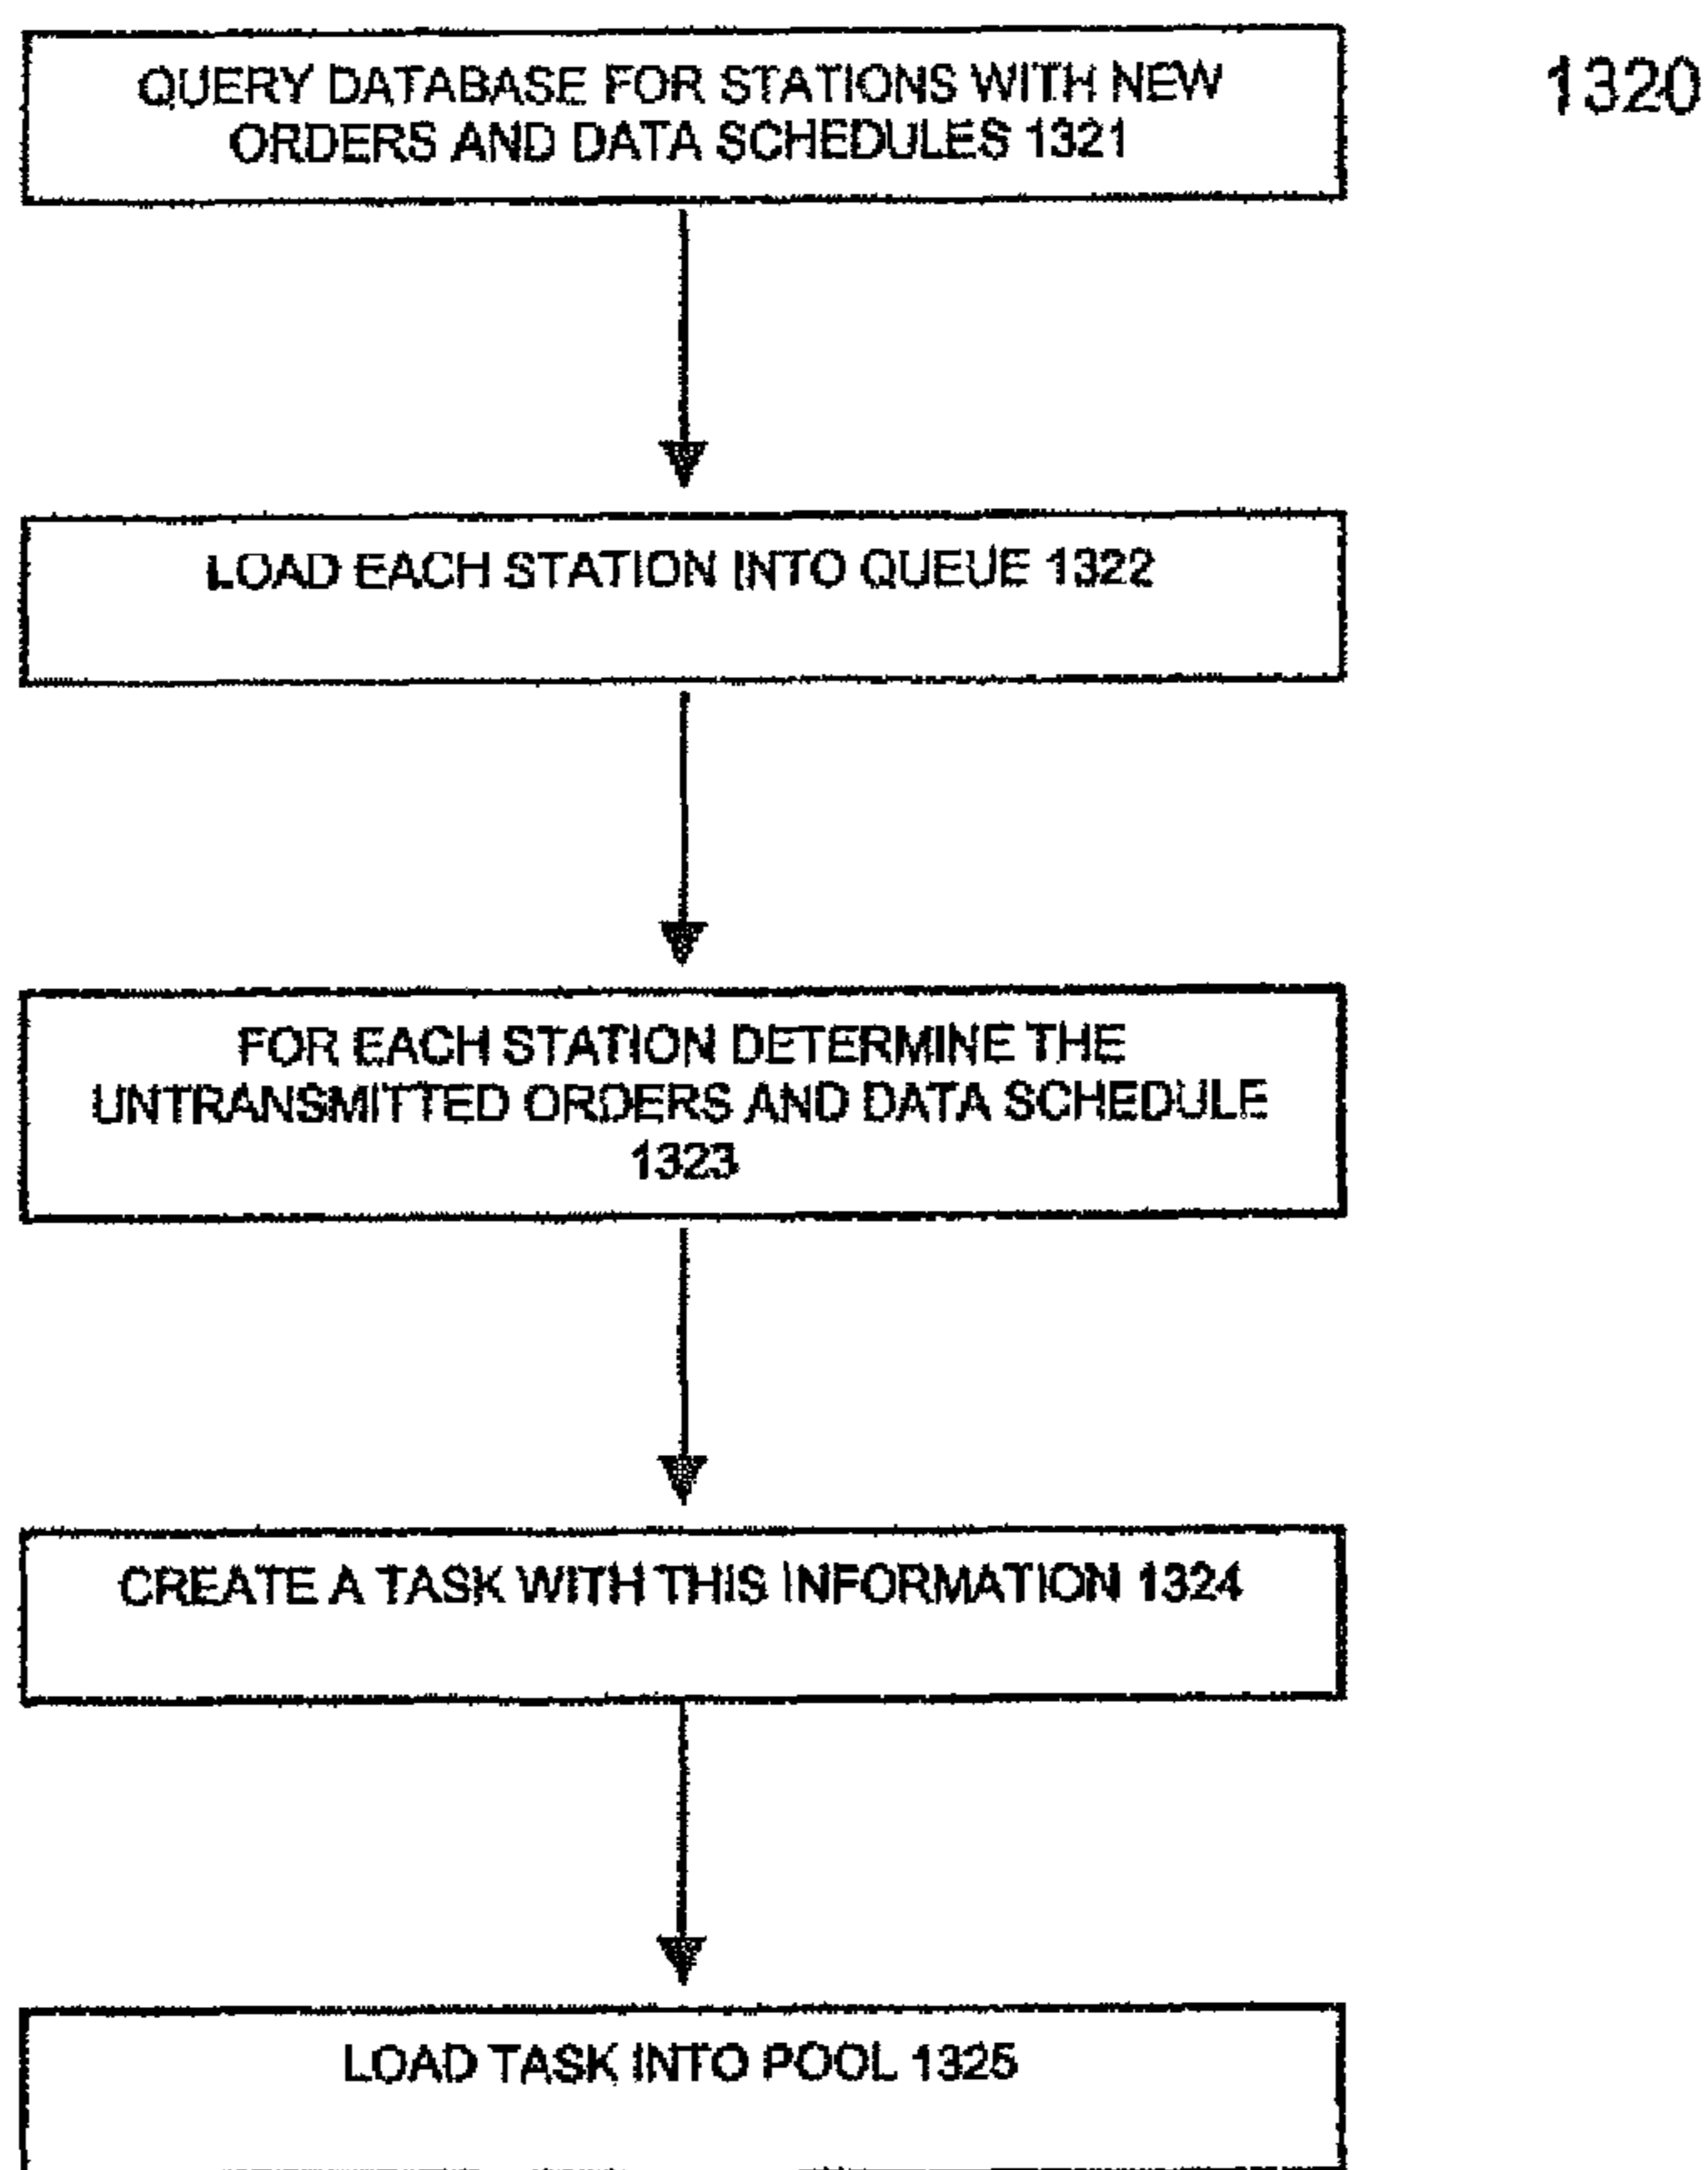 QUERY DATABASE FOR STATIONS WITH NEW
ORDERS AND DATA SCHEDULES 1321
1320
LOAD EACH STATION INTO QUEUE 1322
FOR EACH STATION DETERMINE THE
UNTRANSMITTED ORDERS AND DATA SCHEDULE
1323
CREATE A TASK WITH THIS INFORMATION 1324
LOAD TASK INTO POOL 1325